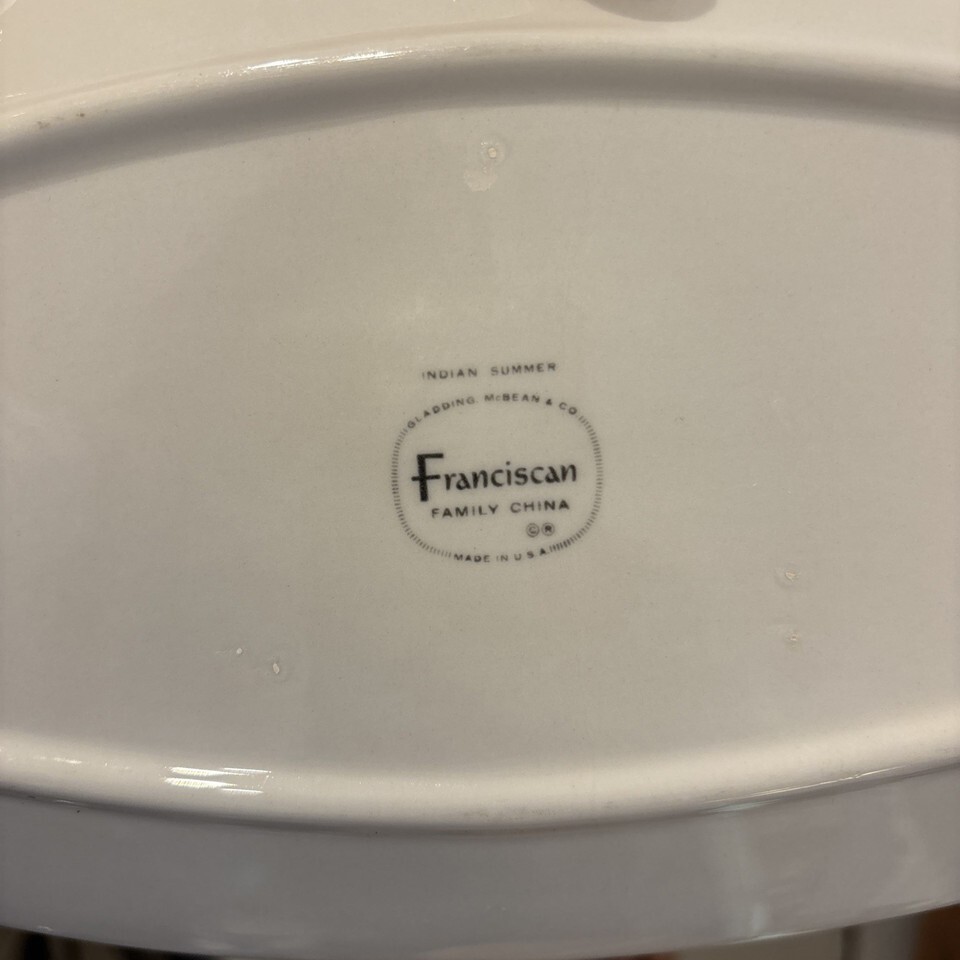 INDIAN SUMMER
GLADDING, McBEAN & CO.
Franciscan
FAMILY CHINA
© ®
MADE IN U.S.A.